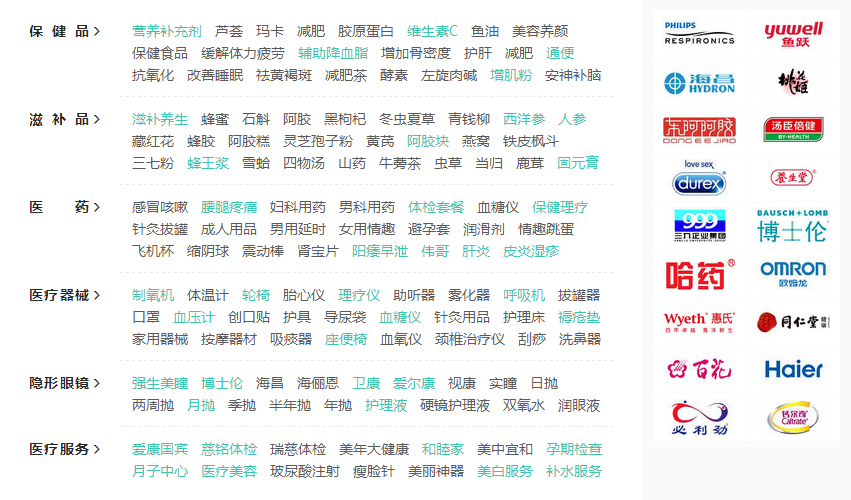 保健品 > 营养补充剂 芦荟 玛卡 减肥 胶原蛋白 维生素C 鱼油 美容养颜
保健食品 缓解体力疲劳 辅助降血脂 增加骨密度 护肝 减肥 通便
抗氧化 改善睡眠 祛黄褐斑 减肥茶 酵素 左旋肉碱 增肌粉 安神补脑
滋补品 > 滋补养生 蜂蜜 石斛 阿胶 黑枸杞 冬虫夏草 青钱柳 西洋参 人参
藏红花 蜂胶 阿胶糕 灵芝孢子粉 黄芪 阿胶块 燕窝 铁皮枫斗
三七粉 蜂王浆 雪蛤 四物汤 山药 牛蒡茶 虫草 当归 鹿茸 固元膏
医药 > 感冒咳嗽 腰腿疼痛 妇科用药 男科用药 体检套餐 血糖仪 保健理疗
针灸拔罐 成人用品 男用延时 女用情趣 避孕套 润滑剂 情趣跳蛋
飞机杯 缩阴球 震动棒 肾宝片 阳痿早泄 伟哥 肝炎 皮炎湿疹
医疗器械 > 制氧机 体温计 轮椅 胎心仪 理疗仪 助听器 雾化器 呼吸机 拔罐器
口罩 血压计 创口贴 护具 导尿袋 血糖仪 针灸用品 护理床 褥疮垫
家用器械 按摩器材 吸痰器 座便椅 血氧仪 颈椎治疗仪 刮痧 洗鼻器
隐形眼镜 > 强生美瞳 博士伦 海昌 海俪恩 卫康 爱尔康 视康 实瞳 日抛
两周抛 月抛 季抛 半年抛 年抛 护理液 硬镜护理液 双氧水 润眼液
医疗服务 > 爱康国宾 慈铭体检 瑞慈体检 美年大健康 和睦家 美中宜和 孕期检查
月子中心 医疗美容 玻尿酸注射 瘦脸针 美丽神器 美白服务 补水服务
PHILIPS
RESPIRONICS
yuwell
鱼跃
海昌
HYDRON
桃花姬
东阿阿胶
DONG EE JIAO
汤臣倍健
BY-HEALTH
love sex
durex
养生堂
999
三九企业集团
BAUSCH+LOMB
博士伦
哈药
OMRON
欧姆龙
Wyeth 惠氏
百年卓越 惠泽新生
同仁堂
百花
Haier
必利劲
钙尔奇
Caltrate